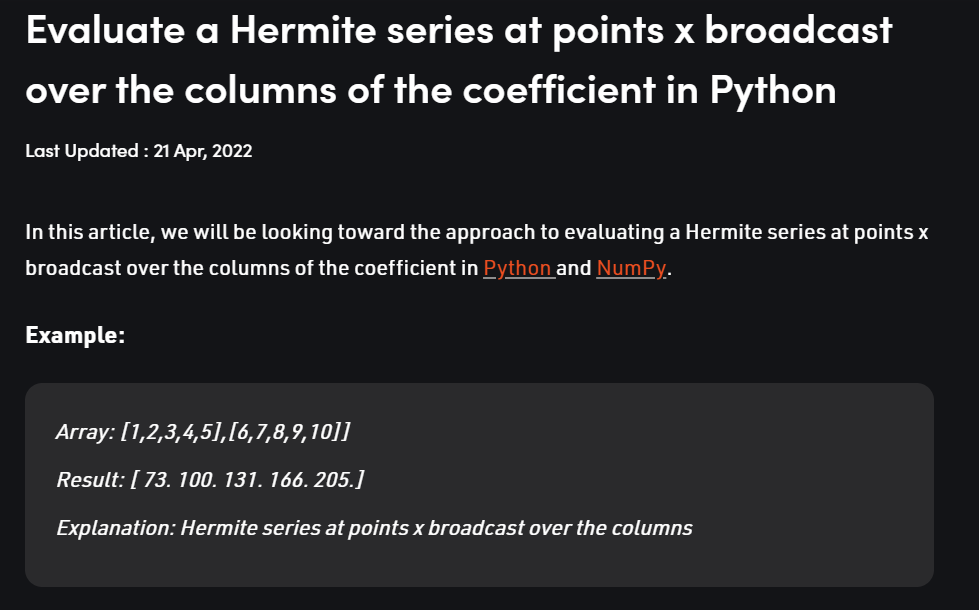 Evaluate a Hermite series at points x broadcast
over the columns of the coefficient in Python
Last Updated : 21 Apr, 2022
In this article, we will be looking toward the approach to evaluating a Hermite series at points x
broadcast over the columns of the coefficient in Python and NumPy.
Example:
Array: [1,2,3,4,5],[6,7,8,9,10]]
Result: [ 73. 100. 131. 166. 205.]
Explanation: Hermite series at points x broadcast over the columns